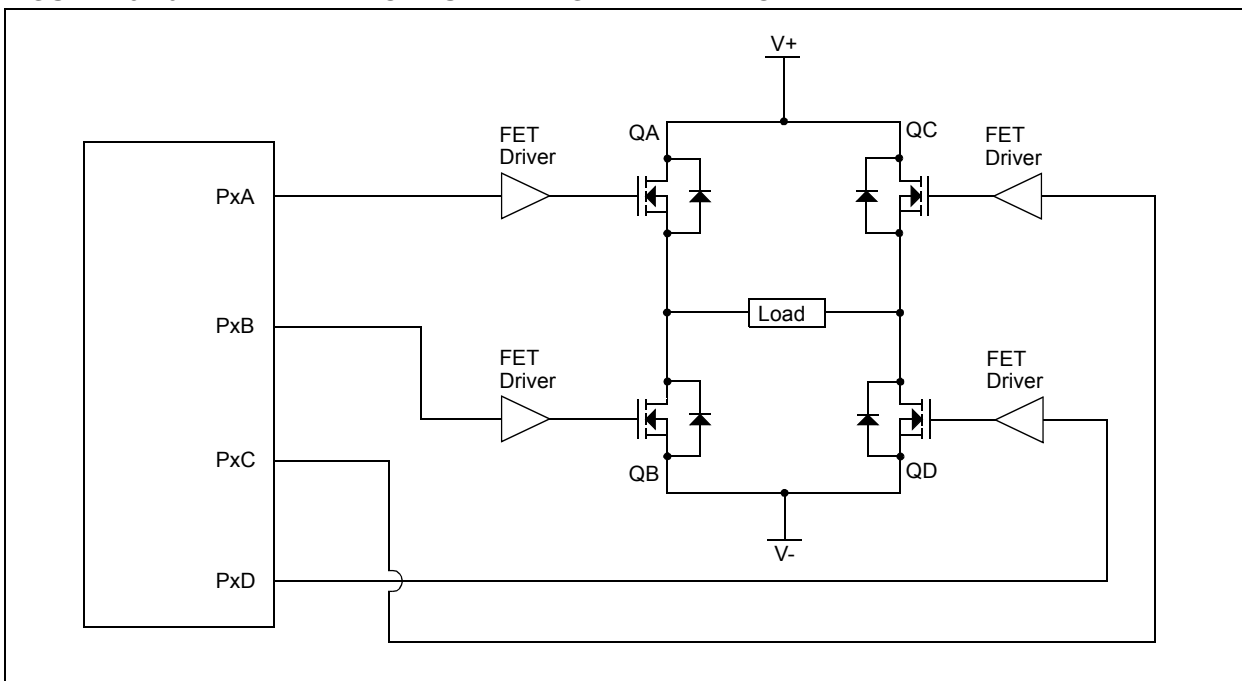 V+
QA
QC
FET
Driver
FET
Driver
PxA
Load
PxB
FET
Driver
FET
Driver
PxC
QB
QD
V-
PxD